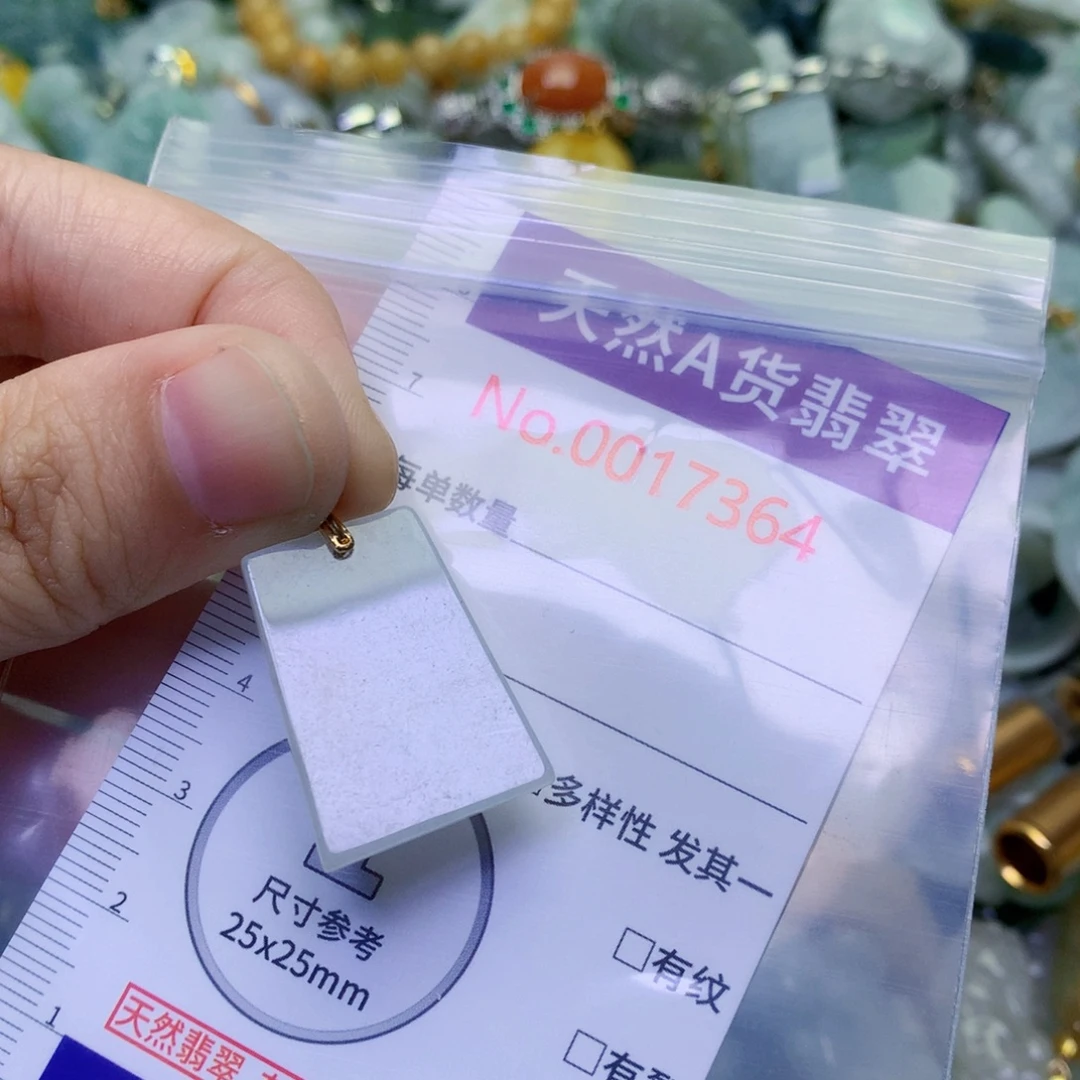 天然A货翡翠
No.0017364
每单数量
多样性 发其一
7
4
3
2
1
尺寸参考
25x25mm
□有纹
□有
天然翡翠